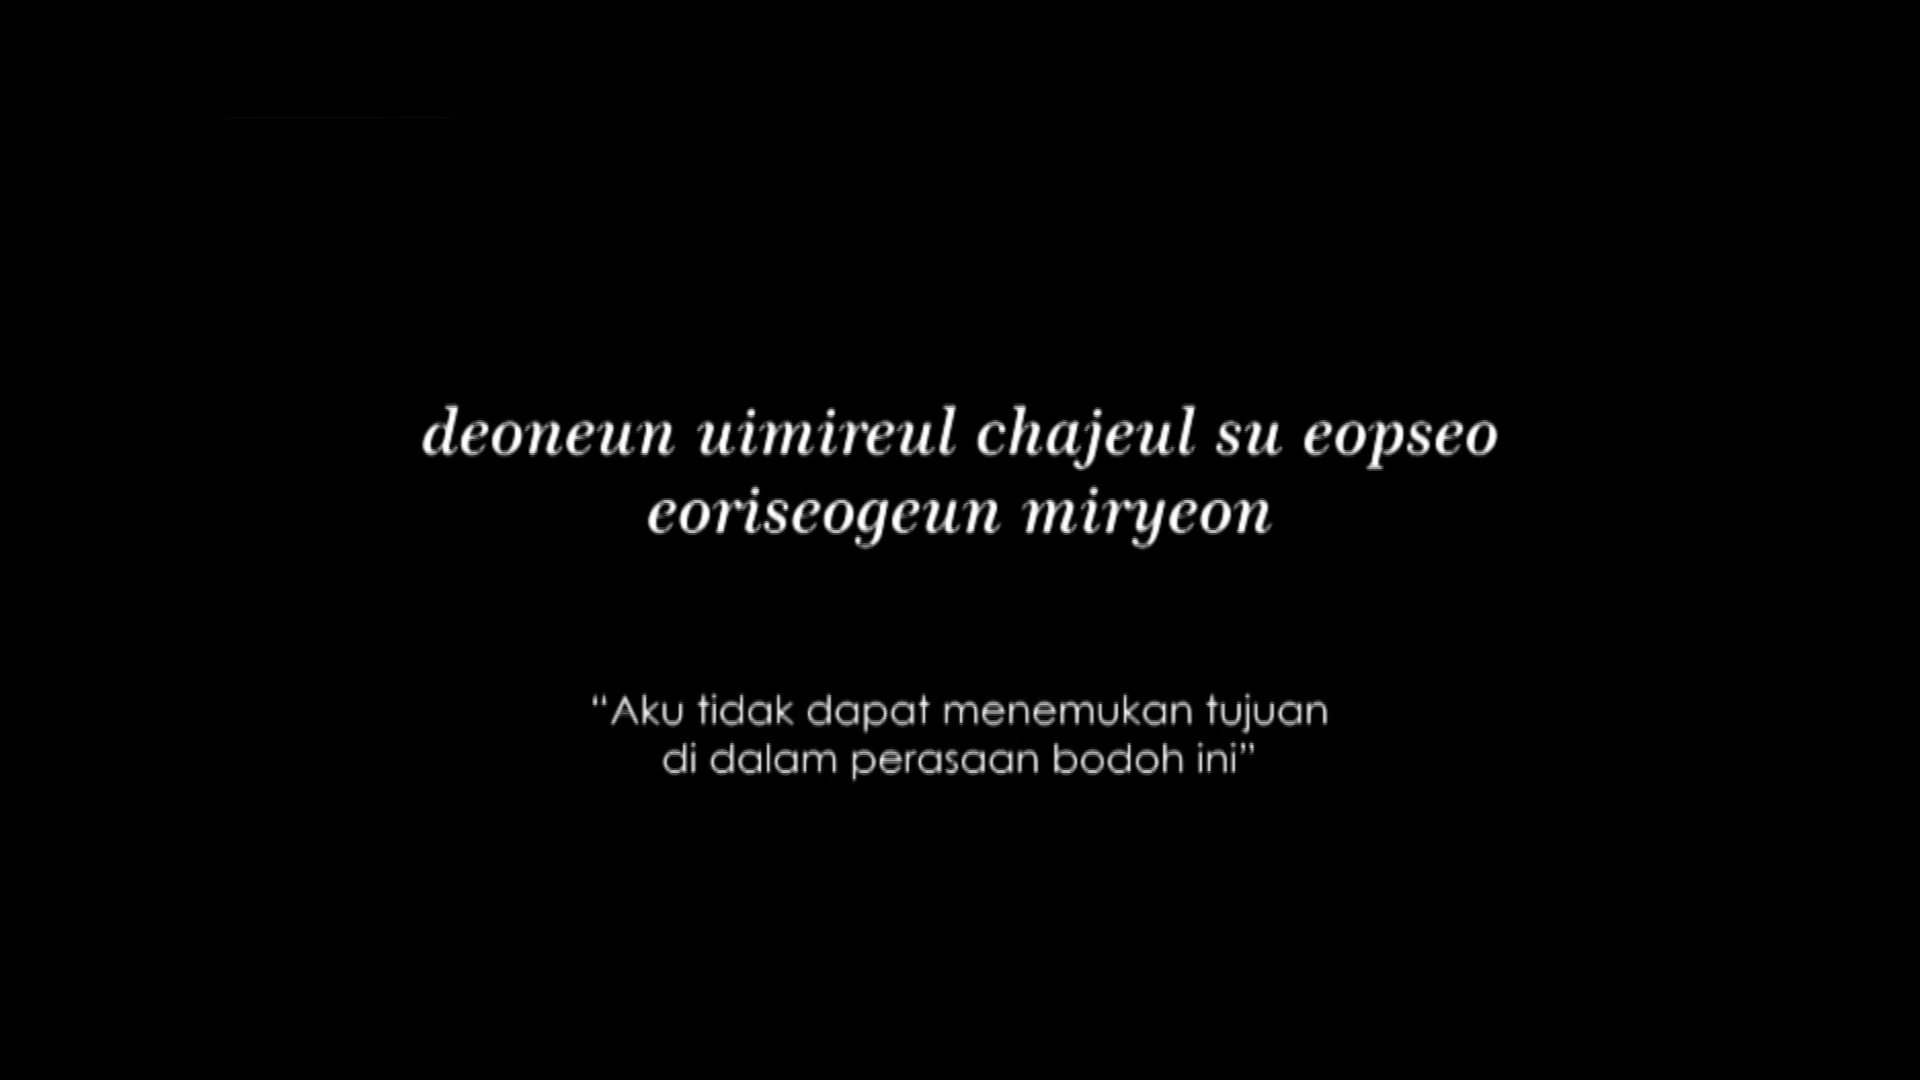 deoneun uimireul chajeul su eopseo
eoriseogeun miryeon
“Aku tidak dapat menemukan tujuan
di dalam perasaan bodoh ini”